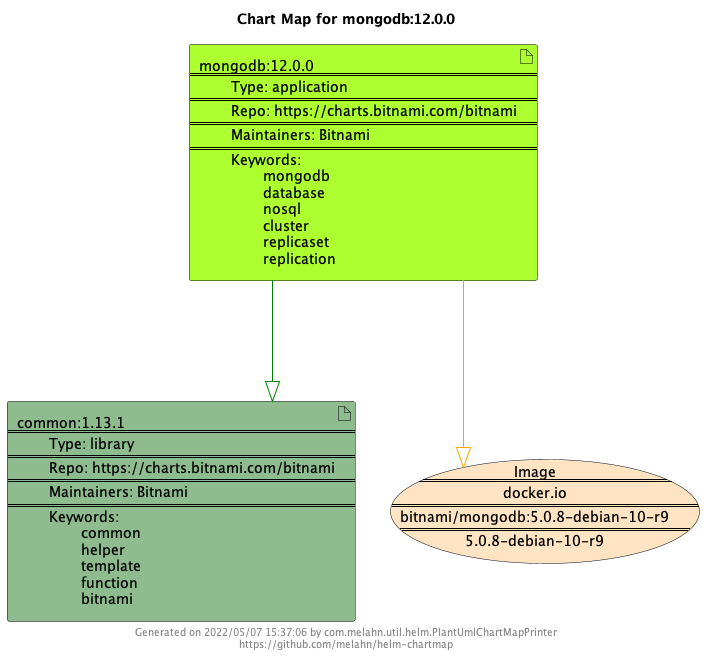 Chart Map for mongodb:12.0.0
mongodb:12.0.0
Type: application
Repo: https://charts.bitnami.com/bitnami
Maintainers: Bitnami
Keywords:
mongodb
database
nosql
cluster
replicaset
replication
common:1.13.1
Type: library
Repo: https://charts.bitnami.com/bitnami
Maintainers: Bitnami
Keywords:
common
helper
template
function
bitnami
Image
docker.io
bitnami/mongodb:5.0.8-debian-10-r9
5.0.8-debian-10-r9
Generated on 2022/05/07 15:37:06 by com.melahn.util.helm.PlantUmlChartMapPrinter
https://github.com/melahn/helm-chartmap